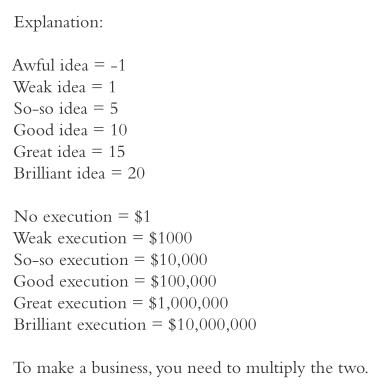 Explanation:
Awful idea = -1
Weak idea = 1
So-so idea = 5
Good idea = 10
Great idea = 15
Brilliant idea = 20
No execution = $1
Weak execution = $1000
So-so execution = $10,000
Good execution = $100,000
Great execution = $1,000,000
Brilliant execution = $10,000,000
To make a business, you need to multiply the two.